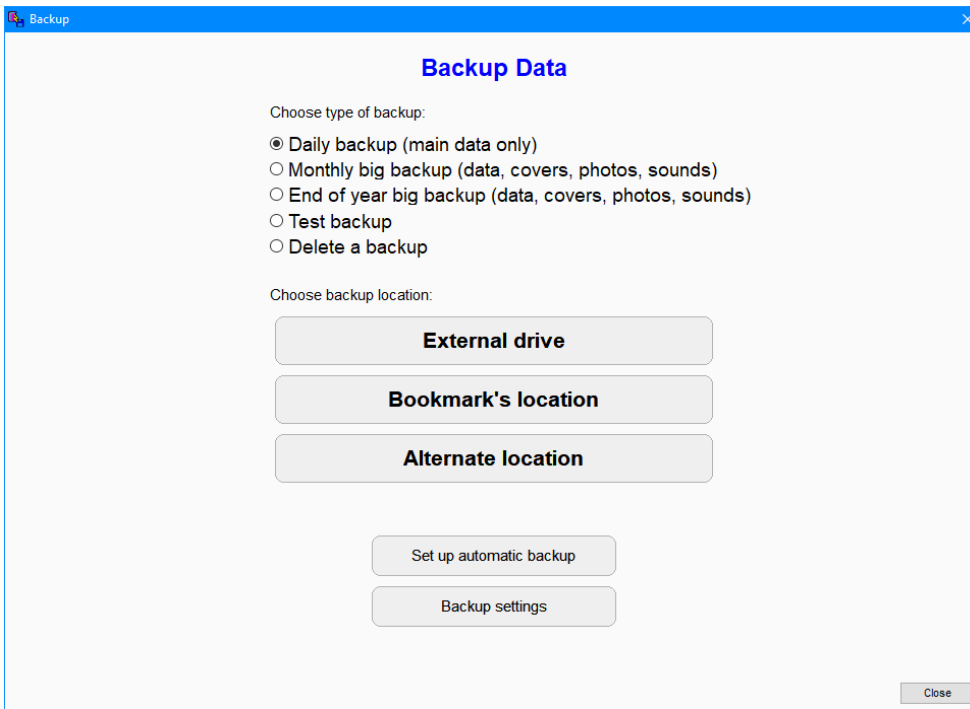 Backup
Backup Data
Choose type of backup:
Daily backup (main data only)
Monthly big backup (data, covers, photos, sounds)
End of year big backup (data, covers, photos, sounds)
Test backup
Delete a backup
Choose backup location:
External drive
Bookmark's location
Alternate location
Set up automatic backup
Backup settings
Close